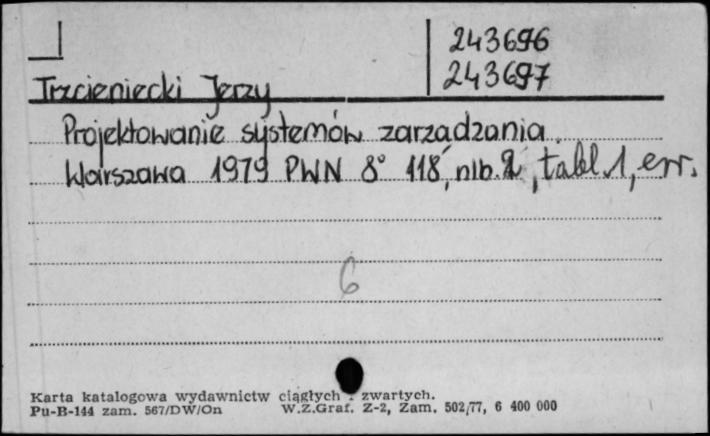 243696
243697
Trzcieniecki Jerzy
Projektowanie systemów zarządzania.
Warszawa 1979 PWN 8° 118, nlb. 2, tabl. 1, err.
6
Karta katalogowa wydawnictw ciągłych i zwartych.
Pu-B-144 zam. 567/DW/On W.Z.Graf. Z-2, Zam. 502/77, 6 400 000